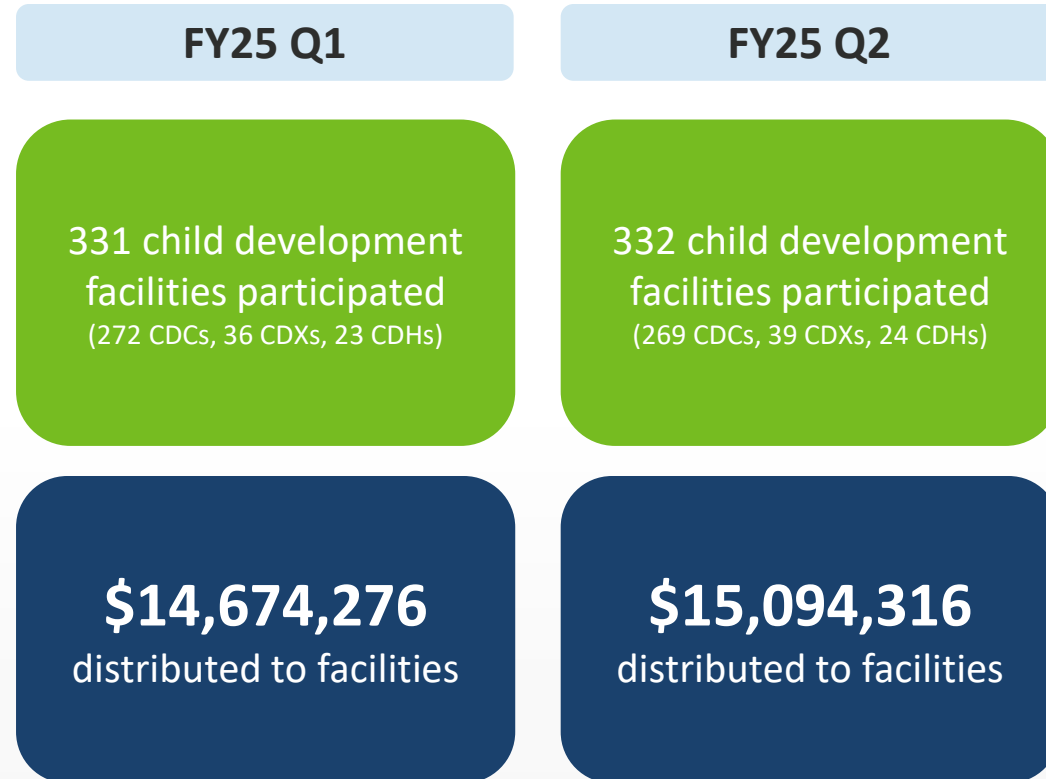 FY25 Q1
FY25 Q2
331 child development
facilities participated
(272 CDCs, 36 CDXs, 23 CDHs)
332 child development
facilities participated
(269 CDCs, 39 CDXs, 24 CDHs)
$14,674,276
distributed to facilities
$15,094,316
distributed to facilities